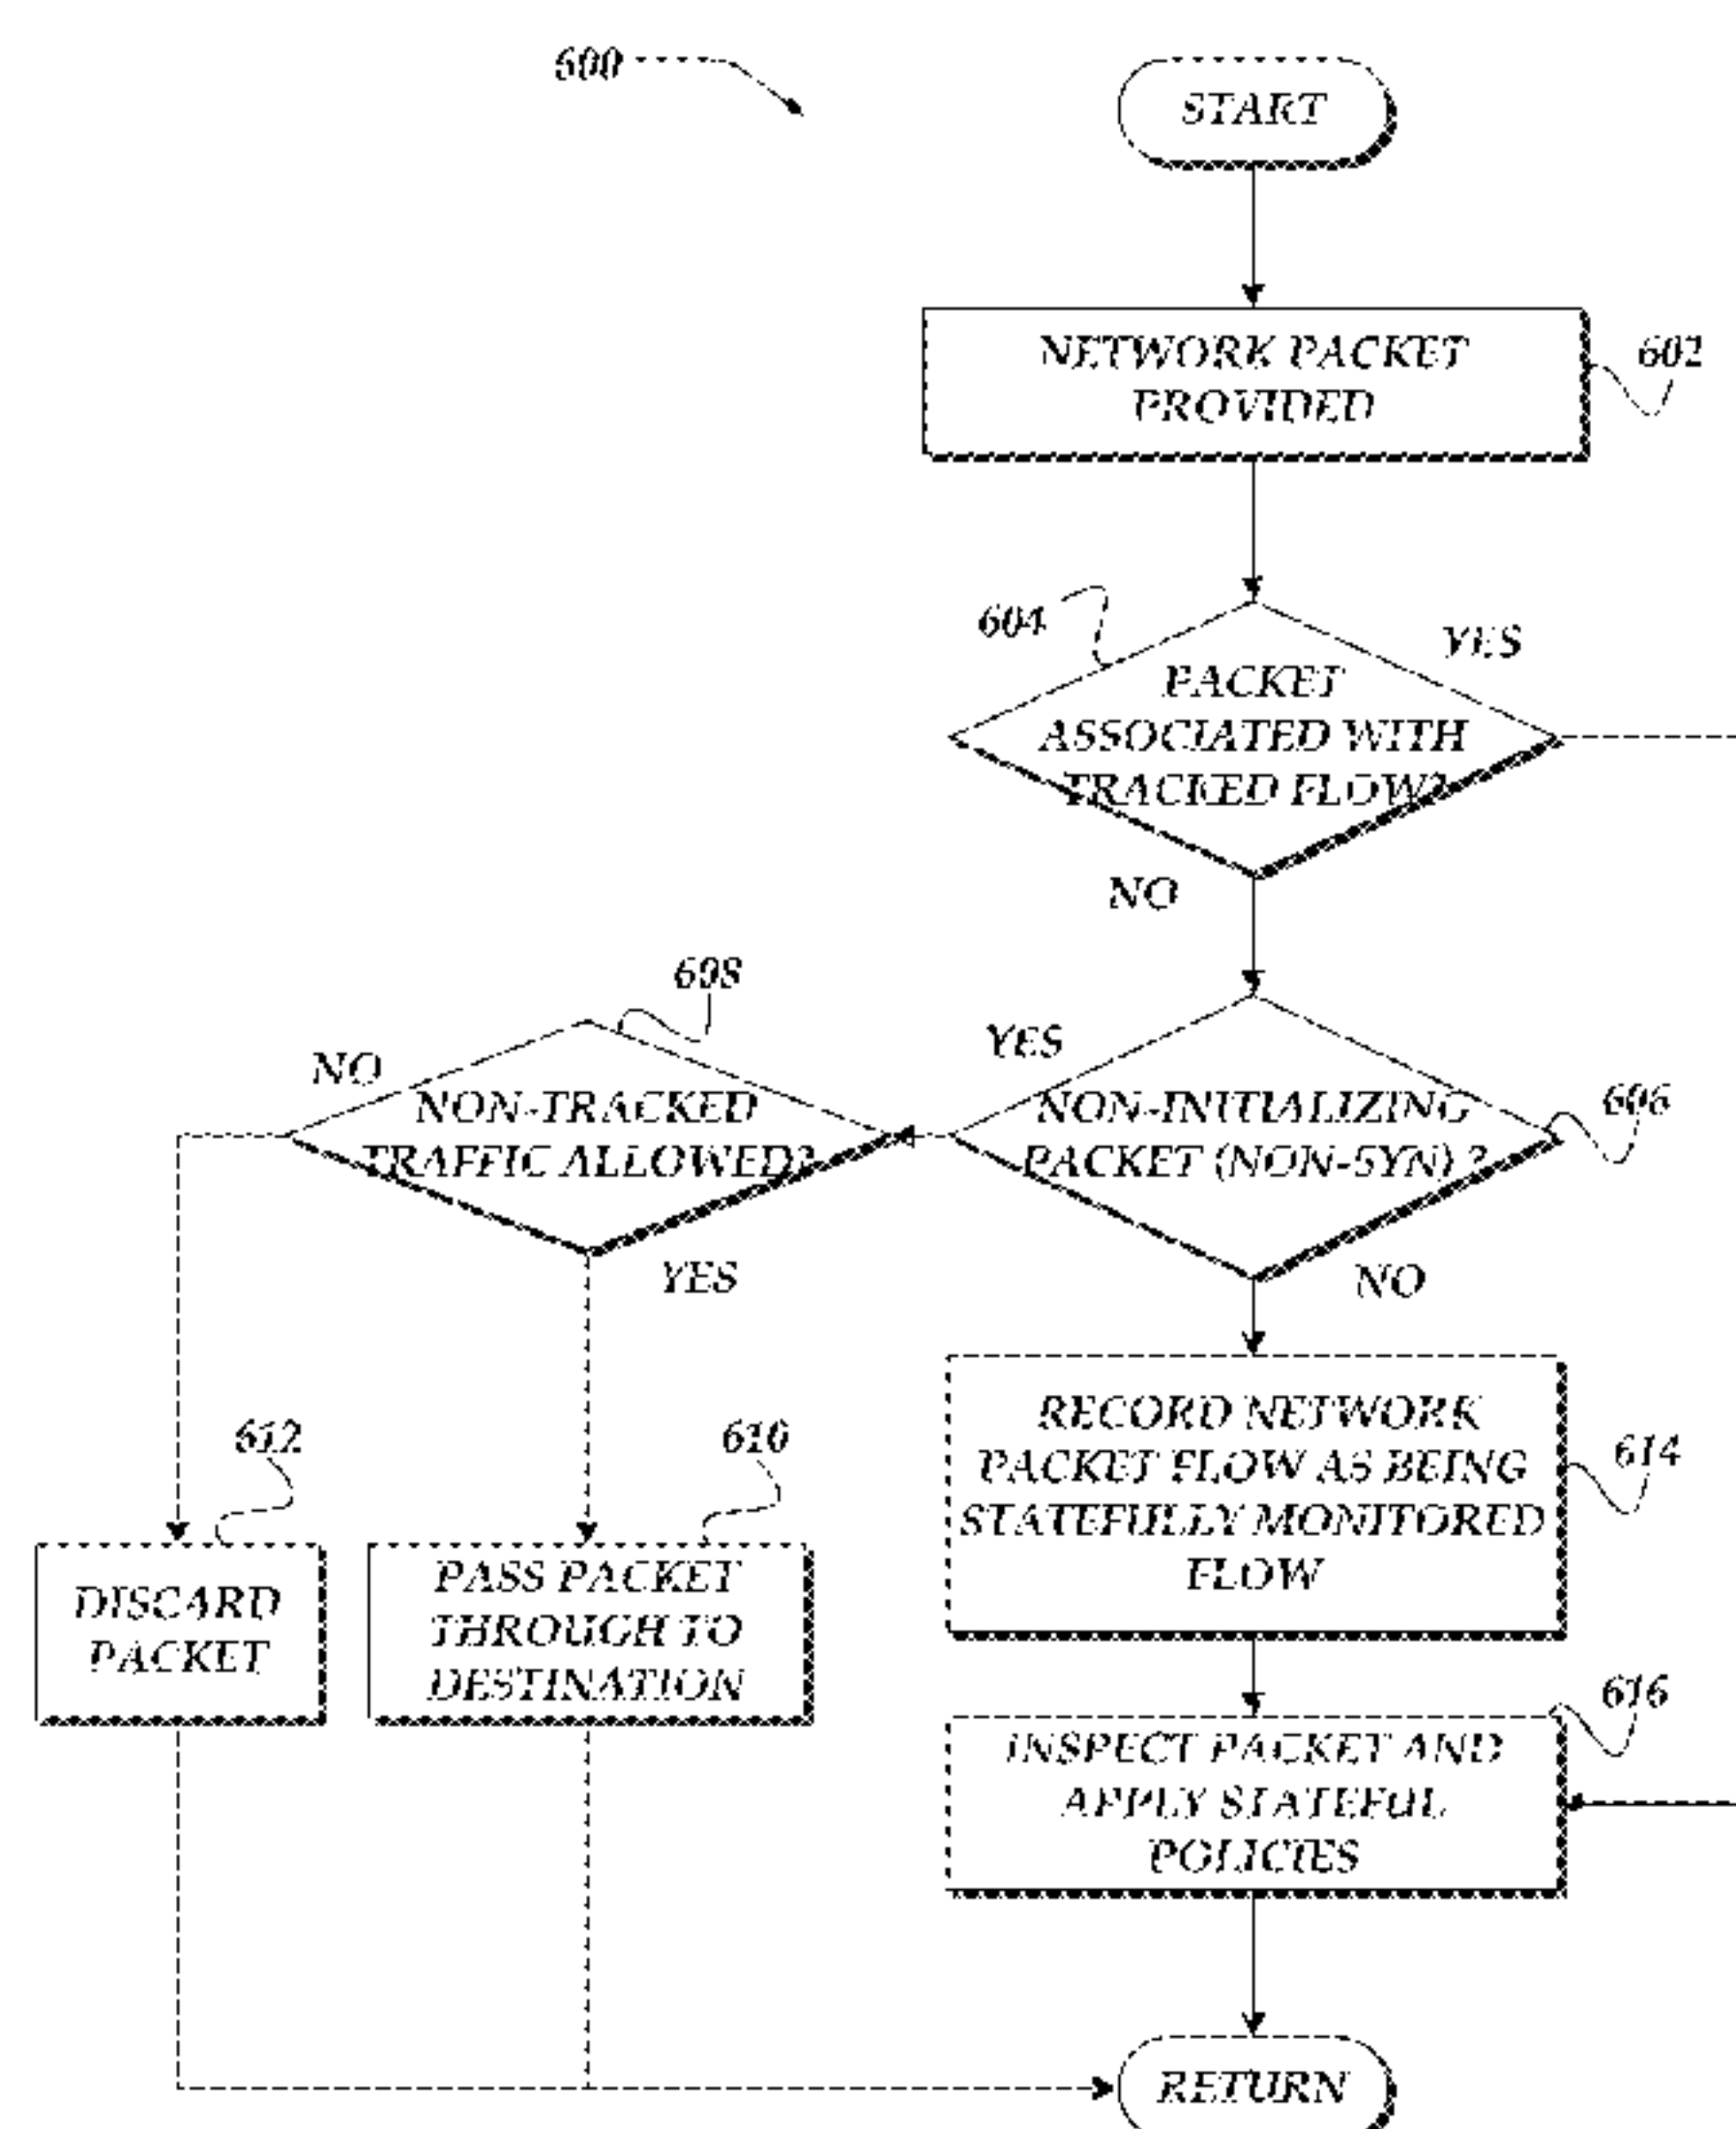 600
START
NETWORK PACKET
PROVIDED
602
604
YES
PACKET
ASSOCIATED WITH
TRACKED FLOW?
NO
608
YES
NO
NON-TRACKED
TRAFFIC ALLOWED?
NON-INITIALIZING
PACKET (NON-SYN) ?
606
YES
NO
RECORD NETWORK
PACKET FLOW AS BEING
STATEFULLY MONITORED
FLOW
614
612
610
DISCARD
PACKET
PASS PACKET
THROUGH TO
DESTINATION
616
INSPECT PACKET AND
APPLY STATEFUL
POLICIES
RETURN